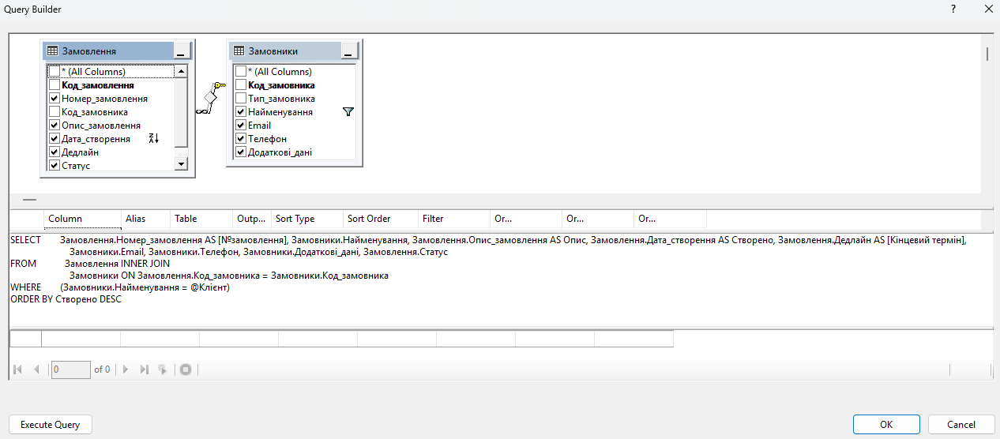 Query Builder
?
Замовлення
* (All Columns)
Код_замовлення
Номер_замовлення
Код_замовника
Опис_замовлення
Дата_створення
Дедлайн
Статус
Замовники
* (All Columns)
Код_замовника
Тип_замовника
Найменування
Email
Телефон
Додаткові_дані
Column Alias Table Outp... Sort Type Sort Order Filter Or... Or... Or...
SELECT Замовлення.Номер_замовлення AS [№замовлення], Замовники.Найменування, Замовлення.Опис_замовлення AS Опис, Замовлення.Дата_створення AS Створено, Замовлення.Дедлайн AS [Кінцевий термін],
Замовники.Email, Замовники.Телефон, Замовники.Додаткові_дані, Замовлення.Статус
FROM Замовлення INNER JOIN
Замовники ON Замовлення.Код_замовника = Замовники.Код_замовника
WHERE (Замовники.Найменування = @Клієнт)
ORDER BY Створено DESC
0 of 0
Execute Query OK Cancel